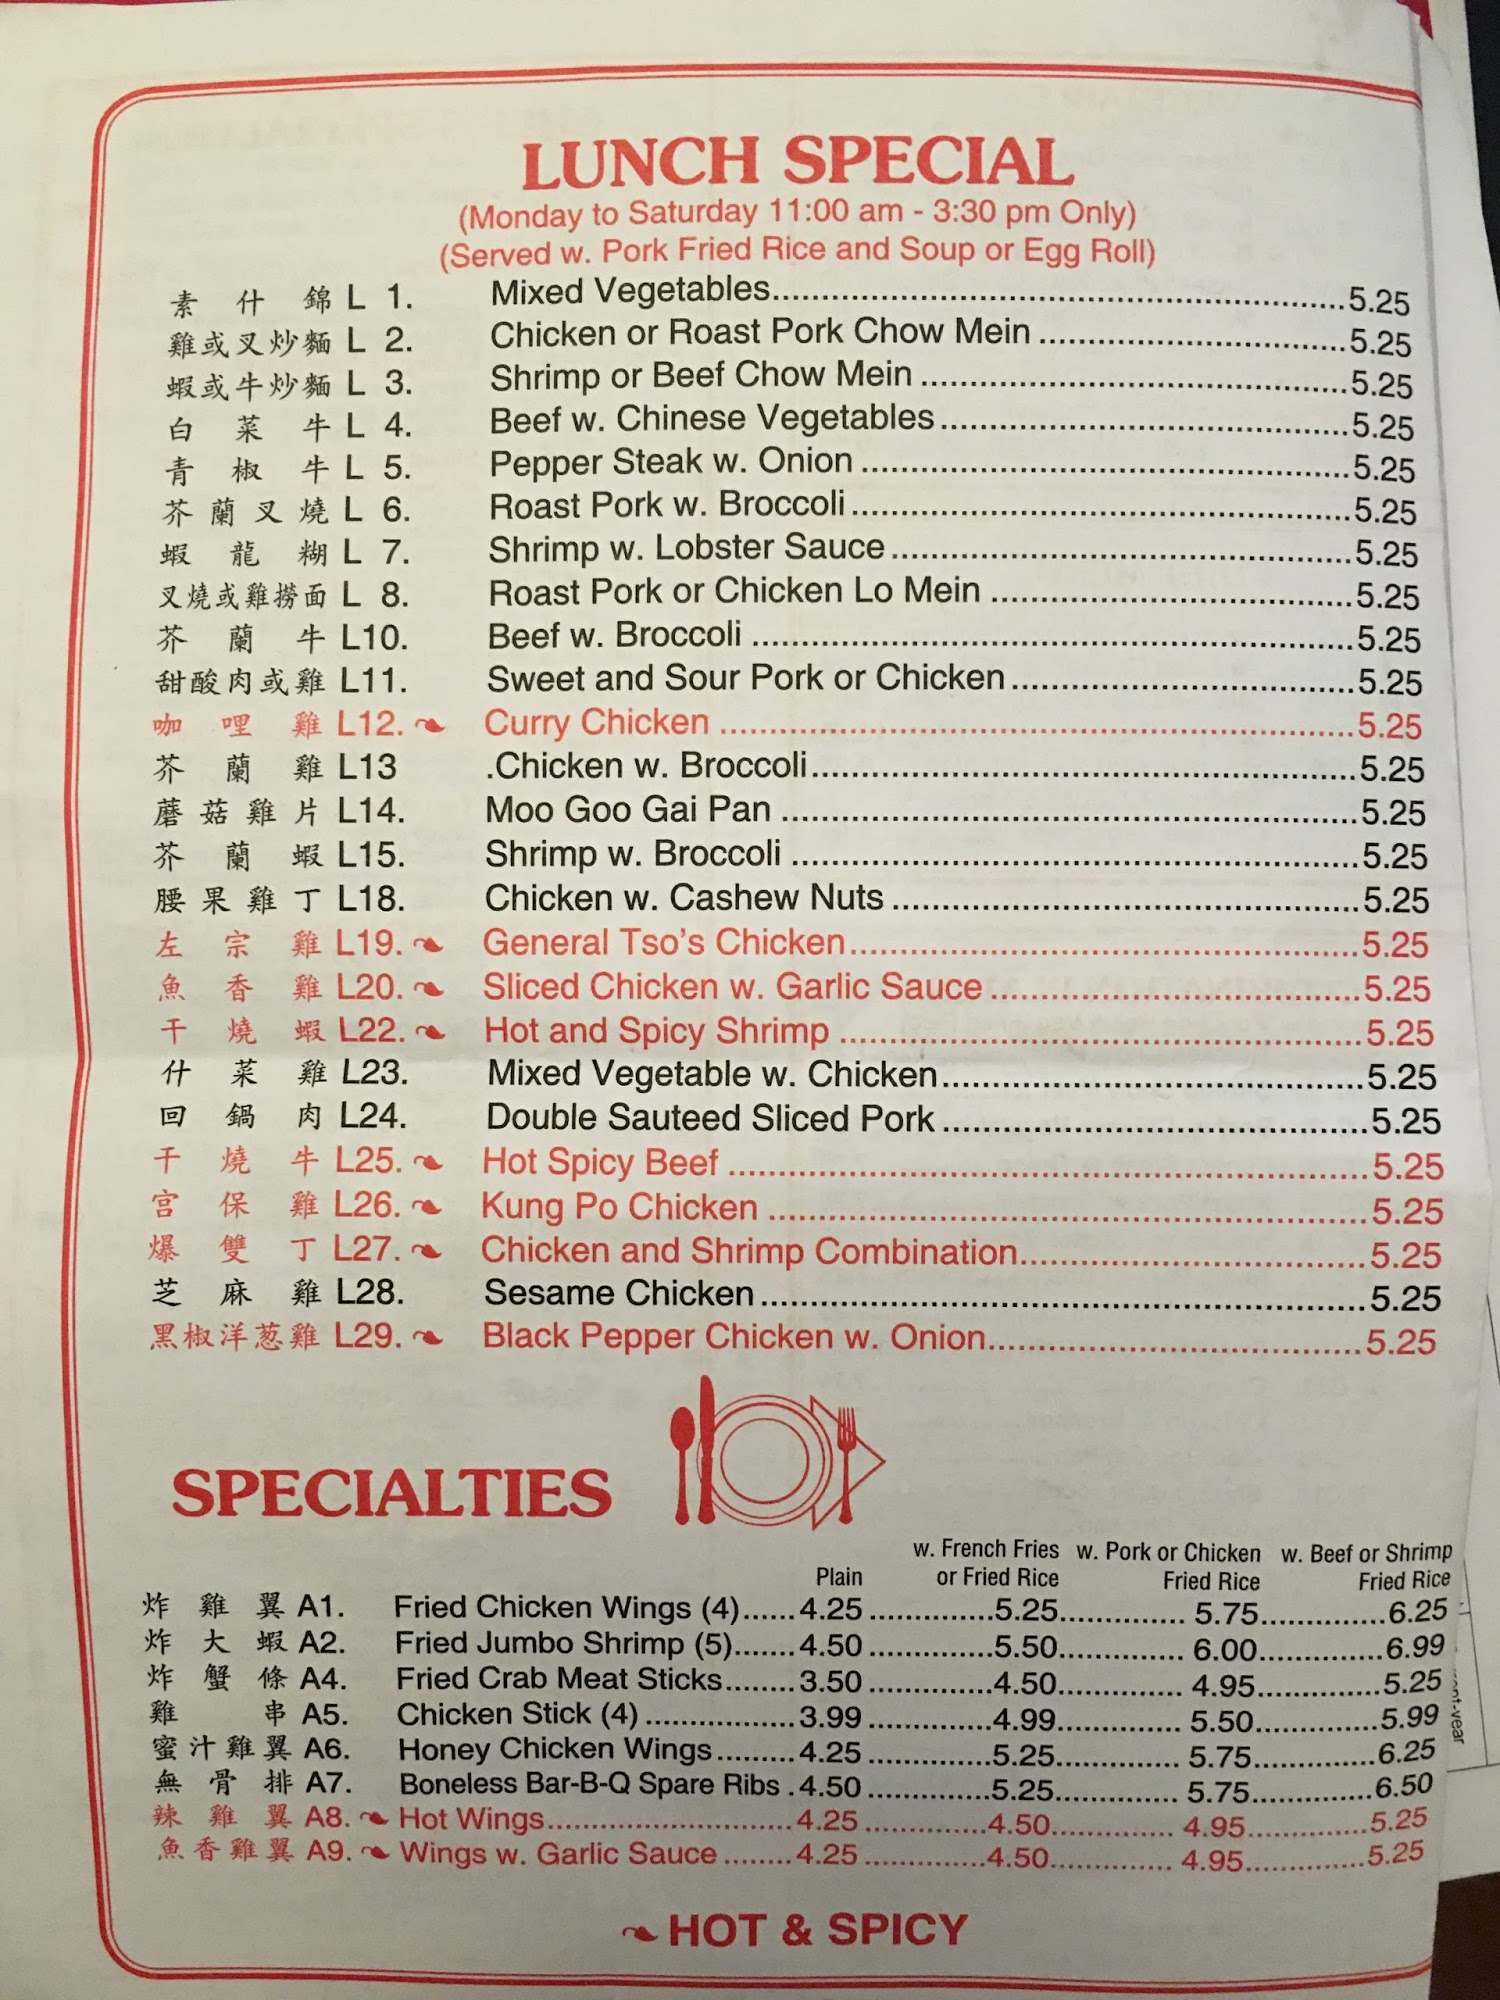 LUNCH SPECIAL
(Monday to Saturday 11:00 am - 3:30 pm Only)
(Served w. Pork Fried Rice and Soup or Egg Roll)
素什錦 L 1. Mixed Vegetables 5.25
雞或叉炒麵 L 2. Chicken or Roast Pork Chow Mein 5.25
蝦或牛炒麵 L 3. Shrimp or Beef Chow Mein 5.25
白菜牛 L 4. Beef w. Chinese Vegetables 5.25
青椒牛 L 5. Pepper Steak w. Onion 5.25
芥蘭叉燒 L 6. Roast Pork w. Broccoli 5.25
蝦龍糊 L 7. Shrimp w. Lobster Sauce 5.25
叉燒或雞撈面 L 8. Roast Pork or Chicken Lo Mein 5.25
芥蘭牛 L10. Beef w. Broccoli 5.25
甜酸肉或雞 L11. Sweet and Sour Pork or Chicken 5.25
咖哩雞 L12. Curry Chicken 5.25
芥蘭雞 L13 .Chicken w. Broccoli 5.25
蘑菇雞片 L14. Moo Goo Gai Pan 5.25
芥蘭蝦 L15. Shrimp w. Broccoli 5.25
腰果雞丁 L18. Chicken w. Cashew Nuts 5.25
左宗雞 L19. General Tso's Chicken 5.25
魚香雞 L20. Sliced Chicken w. Garlic Sauce 5.25
干燒蝦 L22. Hot and Spicy Shrimp 5.25
什菜雞 L23. Mixed Vegetable w. Chicken 5.25
回鍋肉 L24. Double Sauteed Sliced Pork 5.25
干燒牛 L25. Hot Spicy Beef 5.25
宫保雞 L26. Kung Po Chicken 5.25
爆雙丁 L27. Chicken and Shrimp Combination 5.25
芝麻雞 L28. Sesame Chicken 5.25
黑椒洋葱雞 L29. Black Pepper Chicken w. Onion 5.25
SPECIALTIES
w. French Fries w. Pork or Chicken w. Beef or Shrimp
Plain or Fried Rice Fried Rice Fried Rice
炸雞翼 A1. Fried Chicken Wings (4) 4.25 5.25 5.75 6.25
炸大蝦 A2. Fried Jumbo Shrimp (5) 4.50 5.50 6.00 6.99
炸蟹條 A4. Fried Crab Meat Sticks 3.50 4.50 4.95 5.25
雞串 A5. Chicken Stick (4) 3.99 4.99 5.50 5.99
蜜汁雞翼 A6. Honey Chicken Wings 4.25 5.25 5.75 6.25
無骨排 A7. Boneless Bar-B-Q Spare Ribs 4.50 5.25 5.75 6.50
辣雞翼 A8. Hot Wings 4.25 4.50 4.95 5.25
魚香雞翼 A9. Wings w. Garlic Sauce 4.25 4.50 4.95 5.25
HOT & SPICY